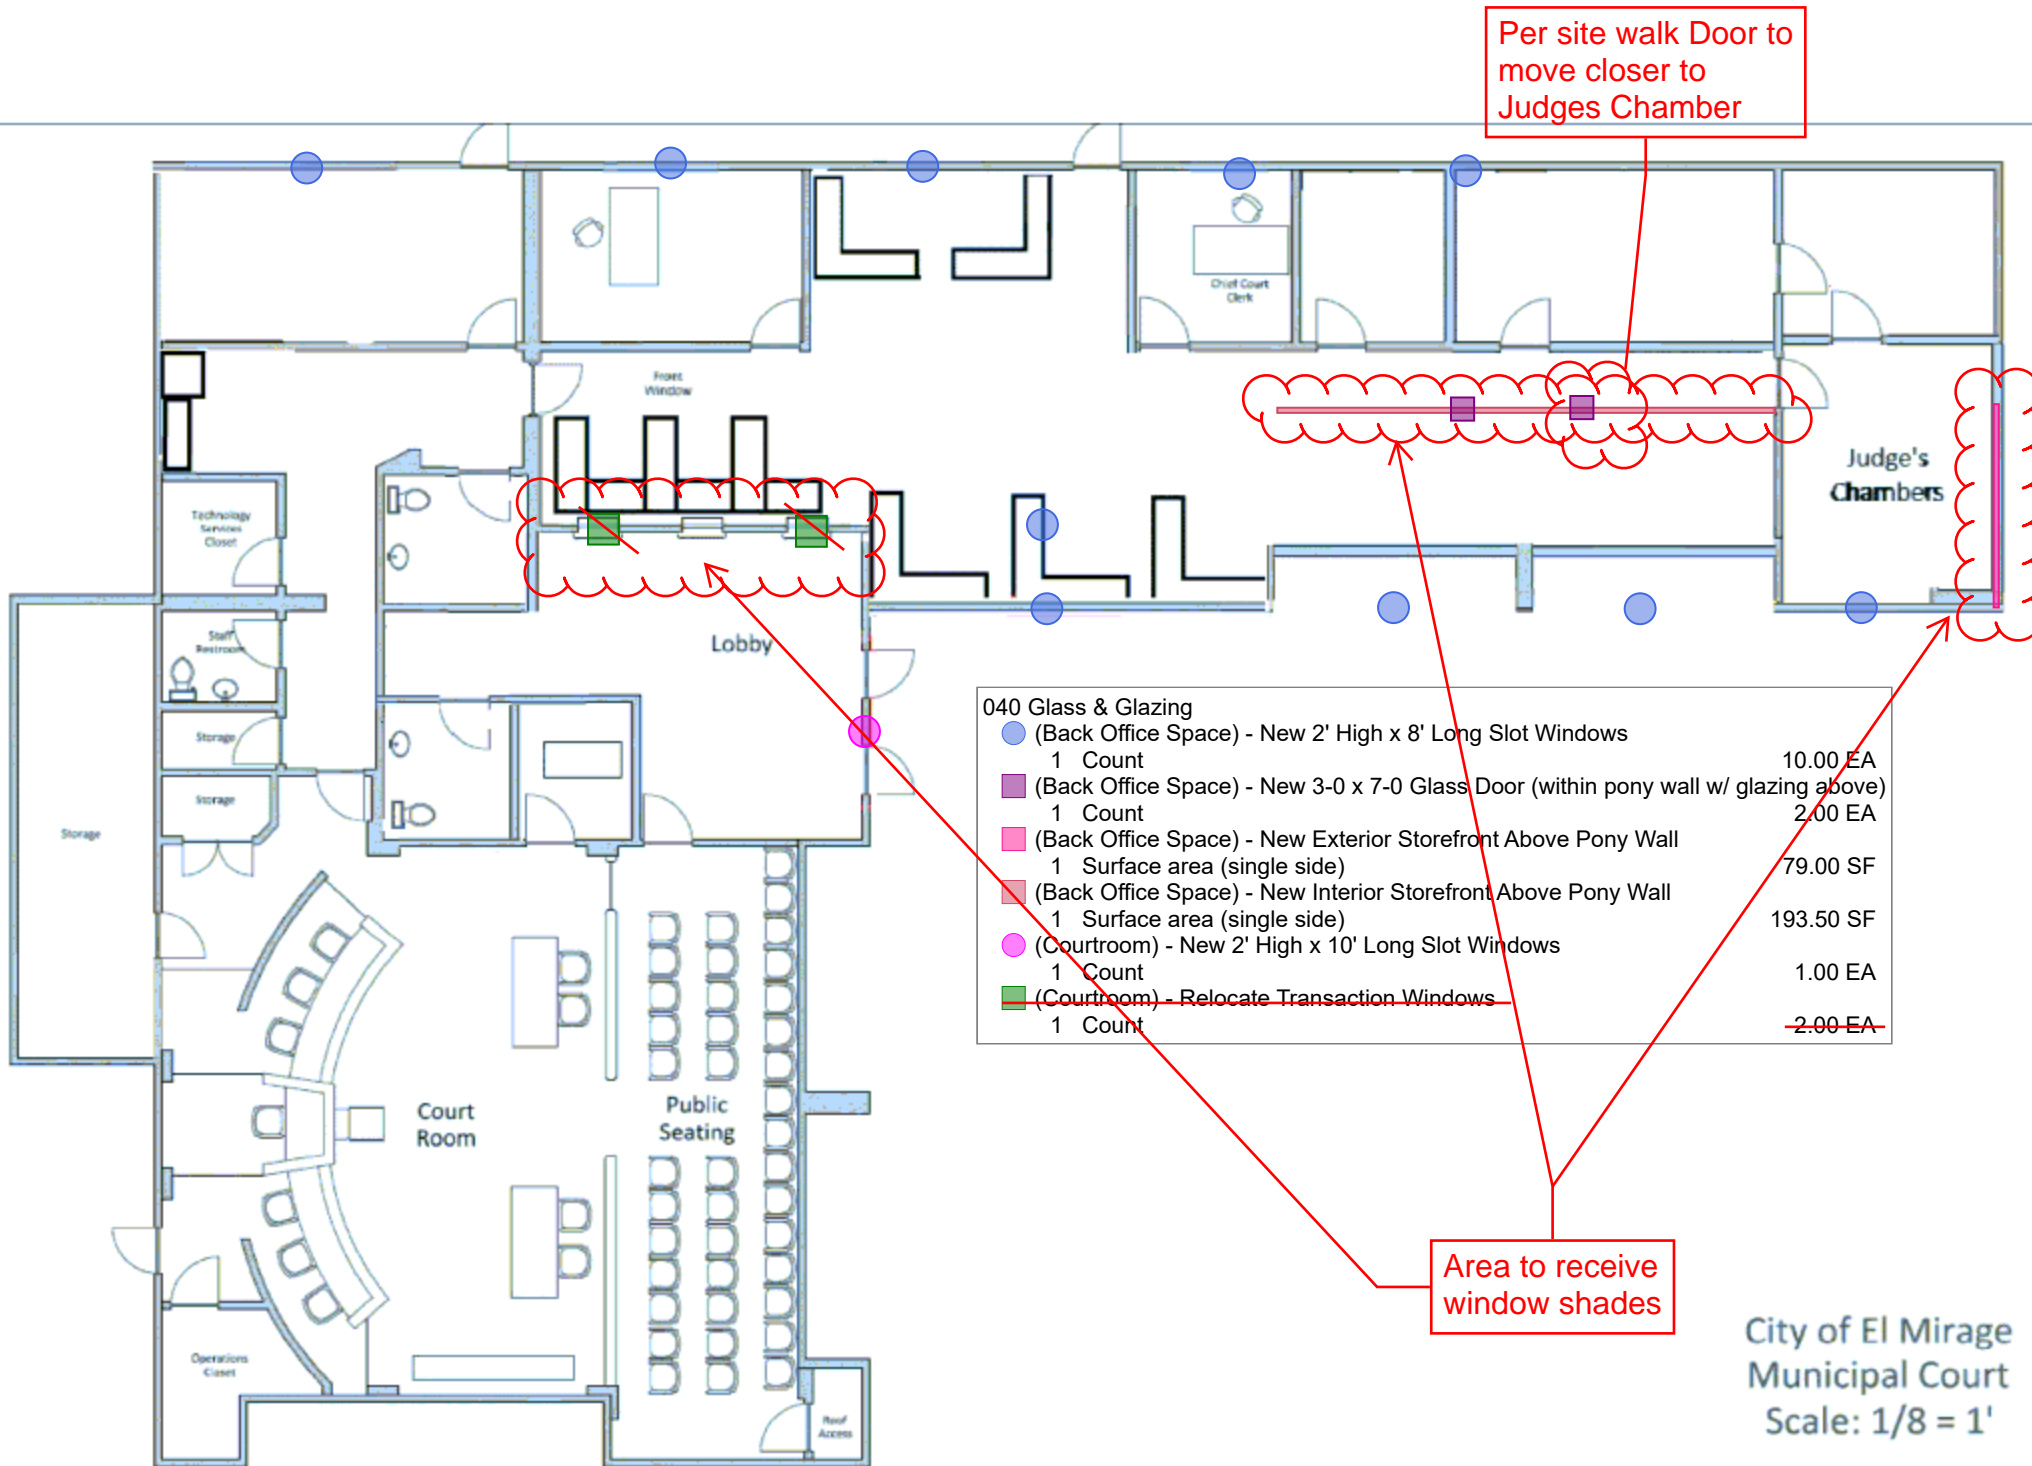 Per site walk Door to
move closer to
Judges Chamber
Chief Court
Clerk
Front
Window
Judge's
Chambers
Technology
Services
Closet
Staff
Restroom
Lobby
Storage
Storage
Storage
040 Glass & Glazing
(Back Office Space) - New 2' High x 8' Long Slot Windows
1 Count 10.00 EA
(Back Office Space) - New 3-0 x 7-0 Glass Door (within pony wall w/ glazing above)
1 Count 2.00 EA
(Back Office Space) - New Exterior Storefront Above Pony Wall
1 Surface area (single side) 79.00 SF
(Back Office Space) - New Interior Storefront Above Pony Wall
1 Surface area (single side) 193.50 SF
(Courtroom) - New 2' High x 10' Long Slot Windows
1 Count 1.00 EA
(Courtroom) - Relocate Transaction Windows
1 Count 2.00 EA
Court
Room
Public
Seating
Area to receive
window shades
Operations
Closet
Roof
Access
City of El Mirage
Municipal Court
Scale: 1/8 = 1'